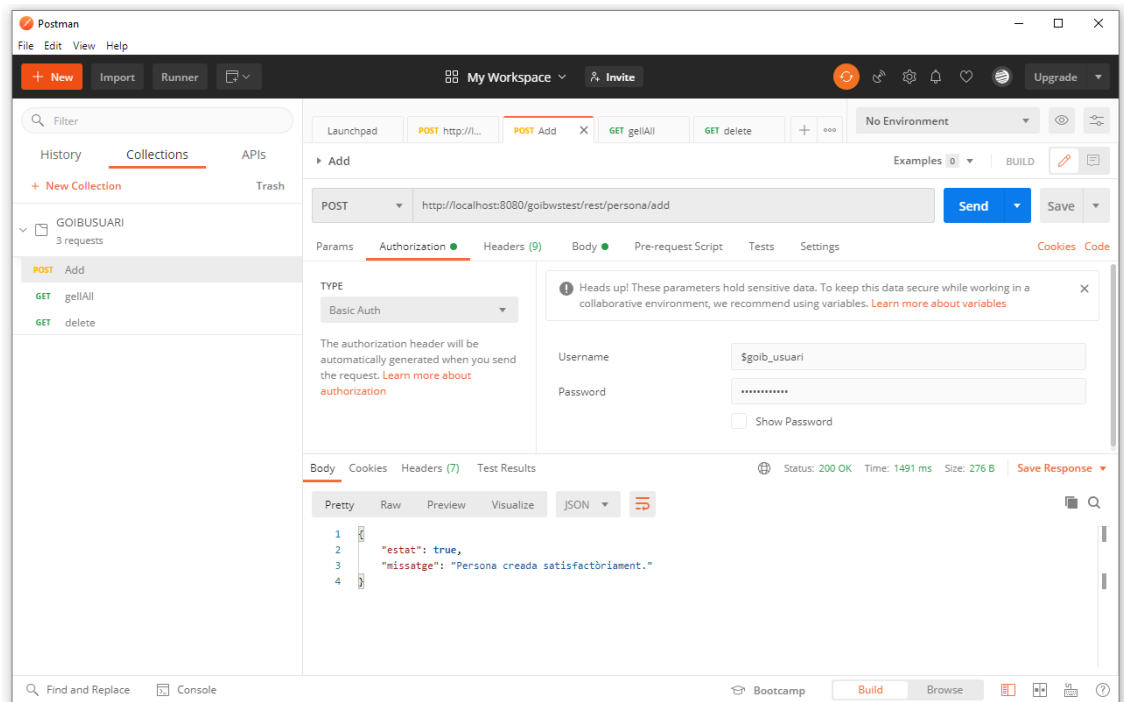 Postman
File Edit View Help
+ New Import Runner My Workspace Invite Upgrade
Filter
History Collections APIs
+ New Collection Trash
GOIBUSUARI
3 requests
POST Add
GET gellAll
GET delete
Launchpad POST http://l... POST Add GET gellAll GET delete No Environment
Add Examples 0 BUILD
POST http://localhost:8080/goibwstest/rest/persona/add Send Save
Params Authorization Headers (9) Body Pre-request Script Tests Settings Cookies Code
TYPE
Basic Auth
The authorization header will be
automatically generated when you send
the request. Learn more about
authorization
Heads up! These parameters hold sensitive data. To keep this data secure while working in a
collaborative environment, we recommend using variables. Learn more about variables
Username $goib_usuari
Password ••••••••••••
Show Password
Body Cookies Headers (7) Test Results Status: 200 OK Time: 1491 ms Size: 276 B Save Response
Pretty Raw Preview Visualize JSON
1 {
2 "estat": true,
3 "missatge": "Persona creada satisfactòriament."
4 }
Find and Replace Console Bootcamp Build Browse